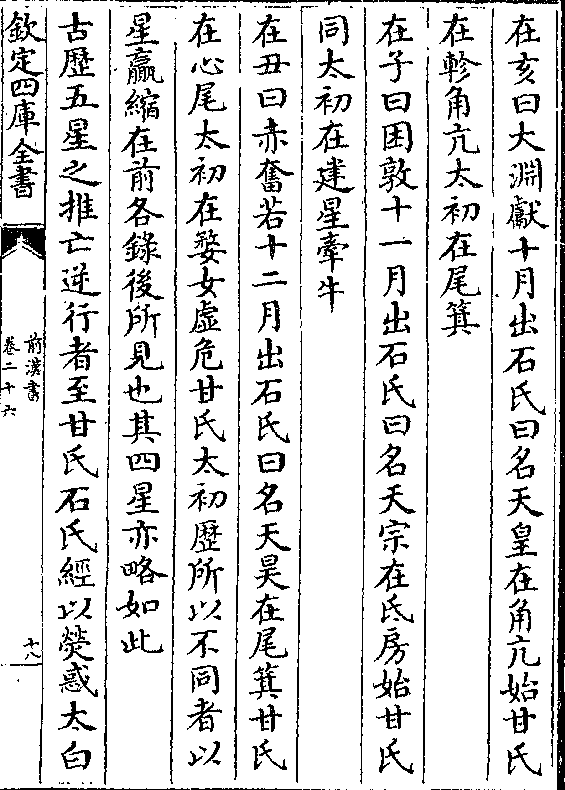 在亥曰大淵獻十月出石氏曰名天皇在角亢始甘氏
在軫角亢太初在尾箕
在子曰困敦十一月出石氏曰名天宗在氐房始甘氏
同太初在建星牽牛
在丑曰赤奮若十二月出石氏曰名天昊在尾箕甘氏
在心尾太初在婺女虛危甘氏太初歴所以不同者以
星贏縮在前各錄後所見也其四星亦略如此
古歴五星之推亡逆行者至甘氏石氏經以熒惑太白
欽定四庫全書
前漢書
卷二十六
十八